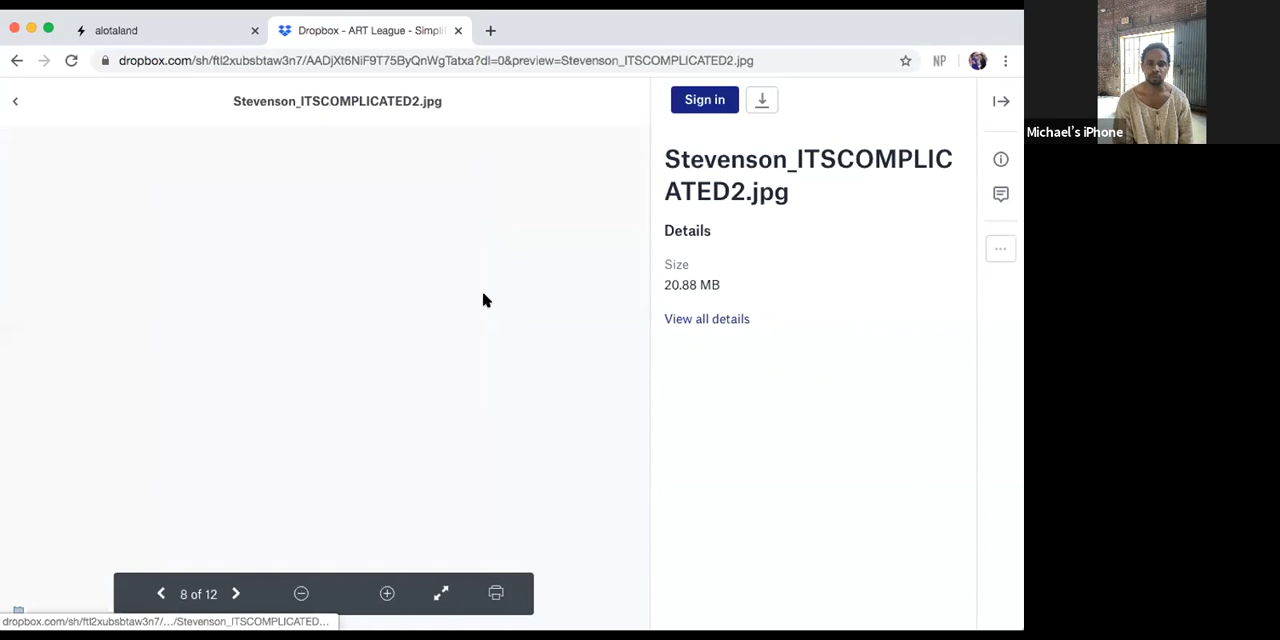 alotaland
Dropbox - ART League - Simpli
dropbox.com/sh/ftl2xubsbtaw3n7/AADjXt6NiF9T75ByQnWgTatxa?dl=0&preview=Stevenson_ITSCOMPLICATED2.jpg
NP
Stevenson_ITSCOMPLICATED2.jpg
Sign in
Stevenson_ITSCOMPLIC
ATED2.jpg
Details
Size
20.88 MB
View all details
8 of 12
dropbox.com/sh/ftl2xubsbtaw3n7/.../Stevenson_ITSCOMPLICATED...
Michael's iPhone